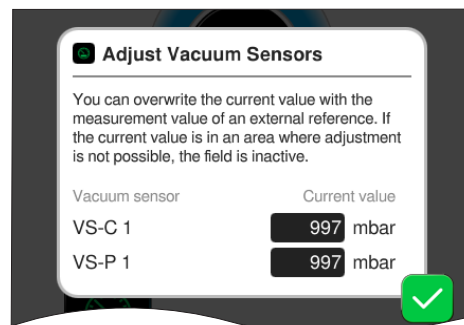 Adjust Vacuum Sensors
You can overwrite the current value with the
measurement value of an external reference. If
the current value is in an area where adjustment
is not possible, the field is inactive.
Vacuum sensor Current value
VS-C 1 997 mbar
VS-P 1 997 mbar